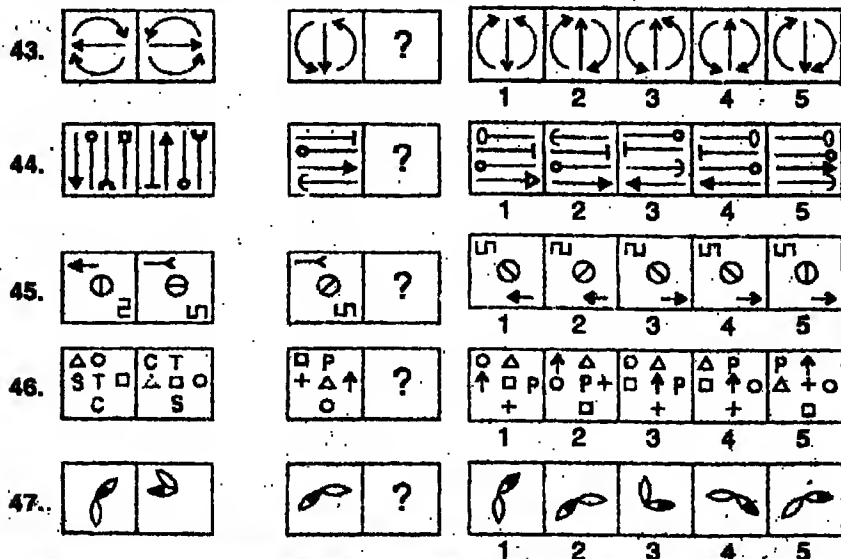 43. ?
1 2 3 4 5
44. ?
1 2 3 4 5
45. ?
1 2 3 4 5
C T P P P
46. S T + ? P P +
C S + +
1 2 3 4 5
47. ?
1 2 3 4 5